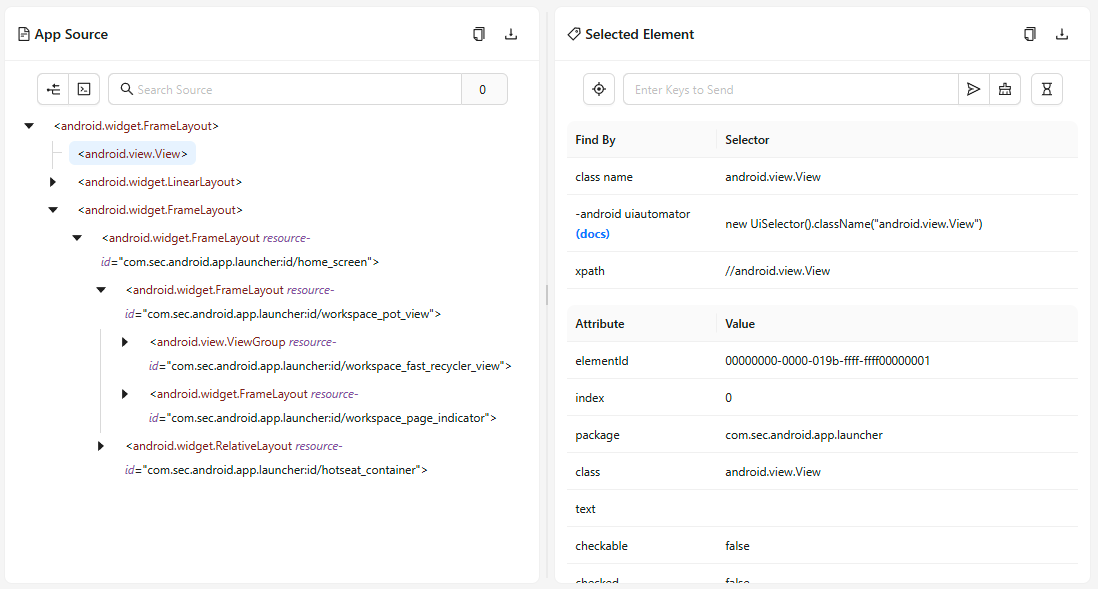 App Source
Search Source
0
<android.widget.FrameLayout>
<android.view.View>
<android.widget.LinearLayout>
<android.widget.FrameLayout>
<android.widget.FrameLayout resource-
id="com.sec.android.app.launcher:id/home_screen">
<android.widget.FrameLayout resource-
id="com.sec.android.app.launcher:id/workspace_pot_view">
<android.view.ViewGroup resource-
id="com.sec.android.app.launcher:id/workspace_fast_recycler_view">
<android.widget.FrameLayout resource-
id="com.sec.android.app.launcher:id/workspace_page_indicator">
<android.widget.RelativeLayout resource-
id="com.sec.android.app.launcher:id/hotseat_container">
Selected Element
Enter Keys to Send
Find By Selector
class name android.view.View
-android uiautomator
(docs) new UiSelector().className("android.view.View")
xpath //android.view.View
Attribute Value
elementId 00000000-0000-019b-ffff-ffff00000001
index 0
package com.sec.android.app.launcher
class android.view.View
text
checkable false
checked false